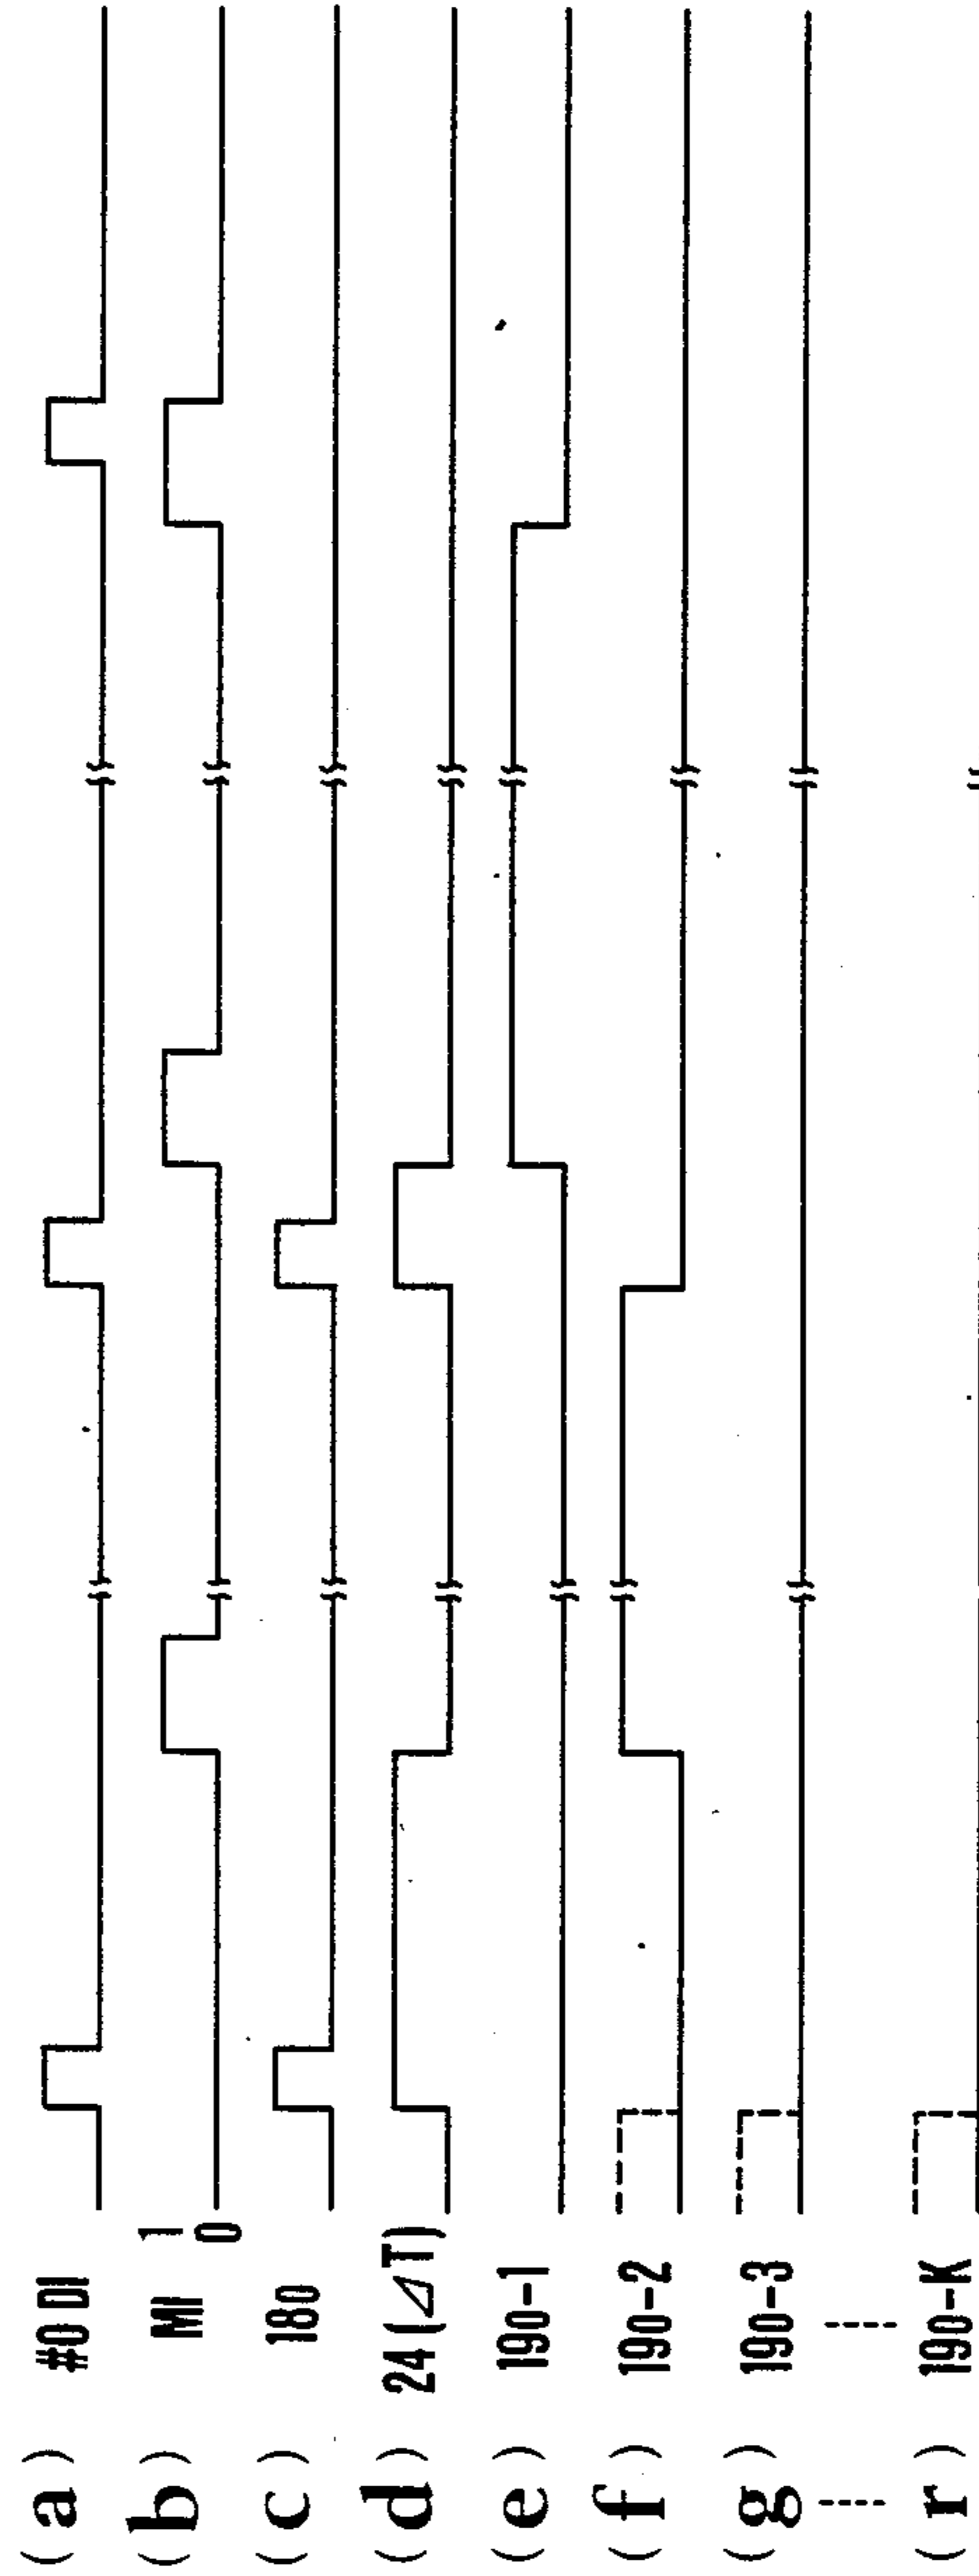 (a) #0 DI
(b) MI 1 0
(c) 180
(d) 24 (⊿T)
(e) 190-1
(f) 190-2
(g) 190-3
(r) 190-K